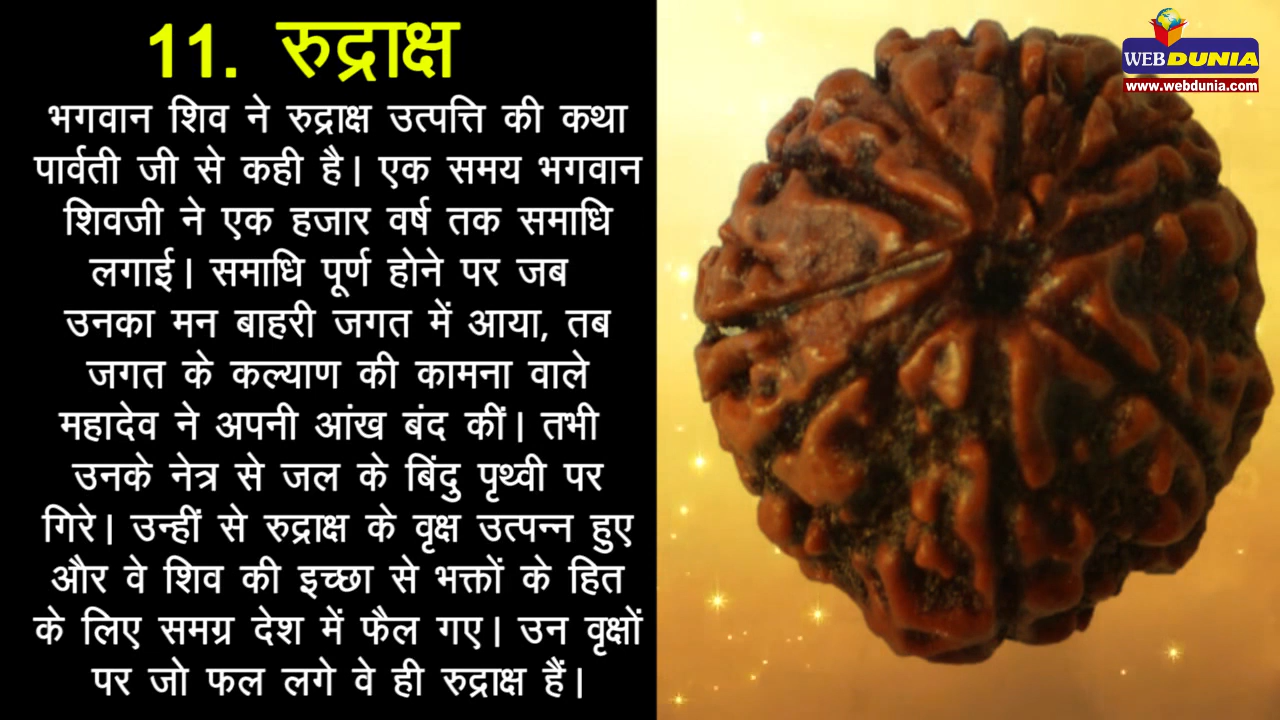 11. रुद्राक्ष
भगवान शिव ने रुद्राक्ष उत्पत्ति की कथा
पार्वती जी से कही है। एक समय भगवान
शिवजी ने एक हजार वर्ष तक समाधि
लगाई। समाधि पूर्ण होने पर जब
उनका मन बाहरी जगत में आया, तब
जगत के कल्याण की कामना वाले
महादेव ने अपनी आंख बंद कीं। तभी
उनके नेत्र से जल के बिंदु पृथ्वी पर
गिरे। उन्हीं से रुद्राक्ष के वृक्ष उत्पन्न हुए
और वे शिव की इच्छा से भक्तों के हित
के लिए समग्र देश में फैल गए। उन वृक्षों
पर जो फल लगे वे ही रुद्राक्ष हैं।
WEBDUNIA
www.webdunia.com